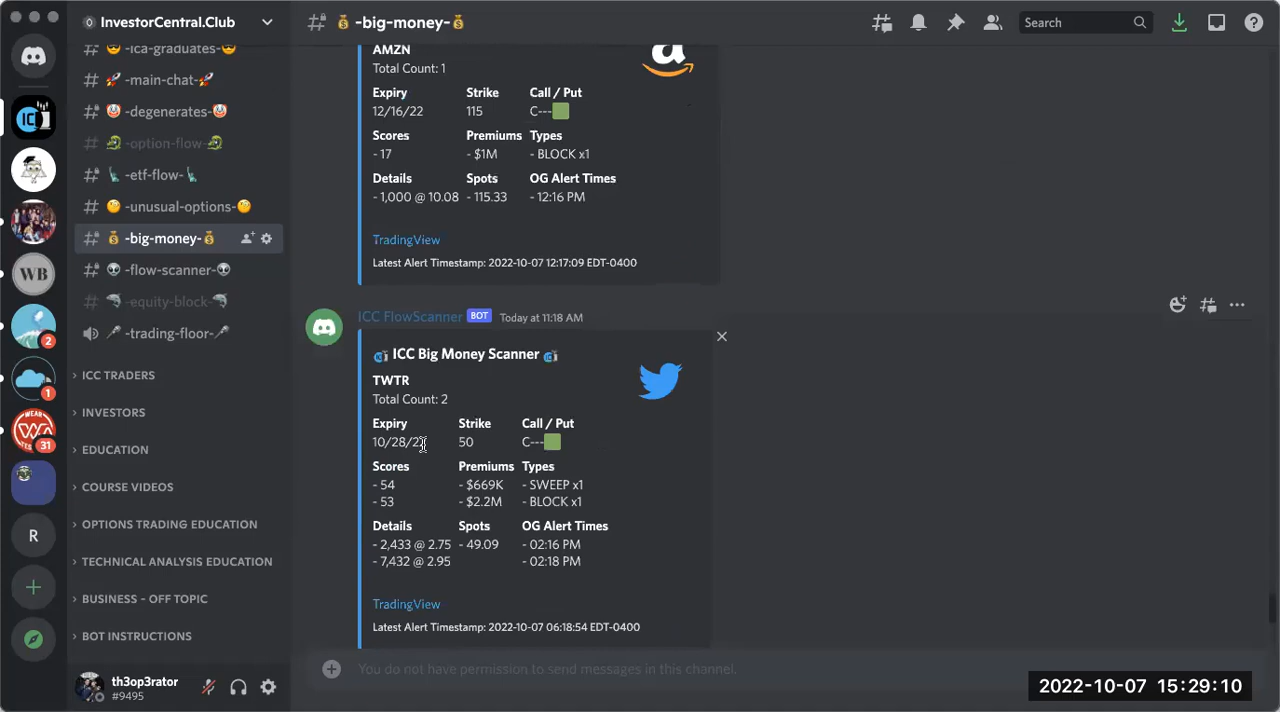 InvestorCentral.Club
-ica-graduates-
-main-chat-
-degenerates-
-option-flow-
-etf-flow-
-unusual-options-
-big-money-
-flow-scanner-
-equity-block-
-trading-floor-
ICC TRADERS
INVESTORS
EDUCATION
COURSE VIDEOS
OPTIONS TRADING EDUCATION
TECHNICAL ANALYSIS EDUCATION
BUSINESS - OFF TOPIC
BOT INSTRUCTIONS
th3op3rator
#9495
WB
2
1
WEAR
31
R
# -big-money-
Search
AMZN
Total Count: 1
Expiry Strike Call / Put
12/16/22 115 C---
Scores Premiums Types
- 17 - $1M - BLOCK x1
Details Spots OG Alert Times
- 1,000 @ 10.08 - 115.33 - 12:16 PM
TradingView
Latest Alert Timestamp: 2022-10-07 12:17:09 EDT-0400
ICC FlowScanner BOT Today at 11:18 AM
ICC Big Money Scanner
TWTR
Total Count: 2
Expiry Strike Call / Put
10/28/22 50 C---
Scores Premiums Types
- 54 - $669K - SWEEP x1
- 53 - $2.2M - BLOCK x1
Details Spots OG Alert Times
- 2,433 @ 2.75 - 49.09 - 02:16 PM
- 7,432 @ 2.95 - 02:18 PM
TradingView
Latest Alert Timestamp: 2022-10-07 06:18:54 EDT-0400
You do not have permission to send messages in this channel.
2022-10-07 15:29:10